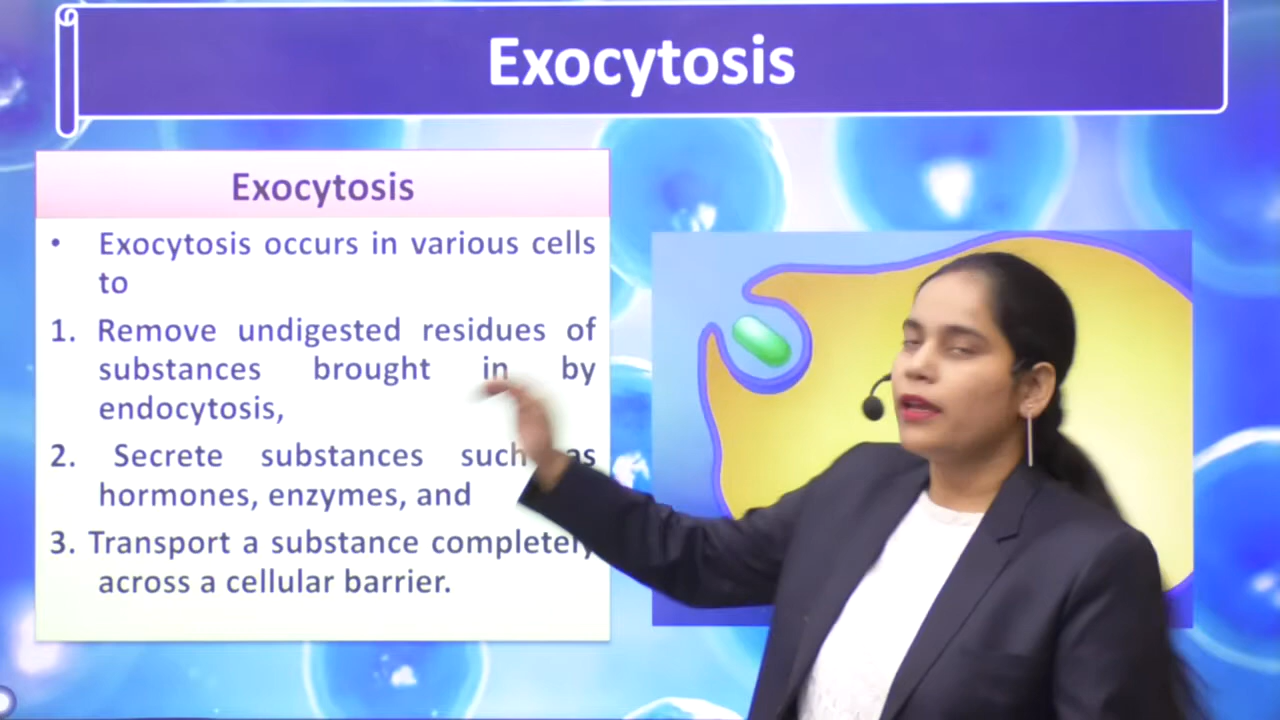 Exocytosis
Exocytosis
• Exocytosis occurs in various cells
to
1. Remove undigested residues of
substances brought in by
endocytosis,
2. Secrete substances such as
hormones, enzymes, and
3. Transport a substance completely
across a cellular barrier.